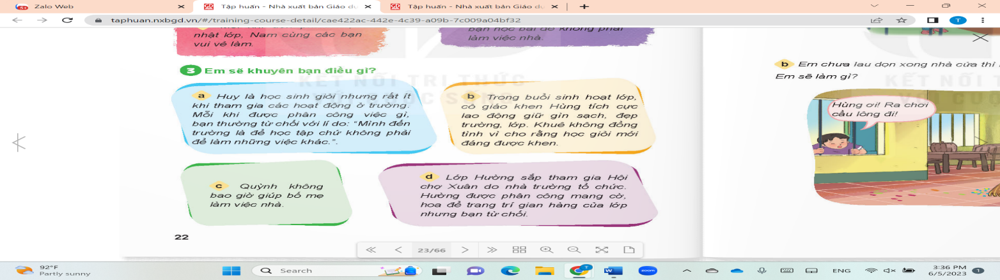 Zalo Web
Tập huấn - Nhà xuất bản Giáo dụ
Tập huấn - Nhà xuất bản Giáo dụ
taphuan.nxbgd.vn/#/training-course-detail/cae422ac-442e-4c39-a09b-7c009a04bf32
T
nhật lớp, Nam cùng các bạn
vui vẻ làm.
bạn học bài để không phải
làm việc nhà.
3 Em sẽ khuyên bạn điều gì?
KẾT NỐI TRI THỨC
a Huy là học sinh giỏi nhưng rất ít
khi tham gia các hoạt động ở trường.
Mỗi khi được phân công việc gì,
bạn thường từ chối với lí do: “Mình đến
trường là để học tập chứ không phải
để làm những việc khác.”.
b Trong buổi sinh hoạt lớp,
cô giáo khen Hùng tích cực
lao động giữ gìn sạch, đẹp
trường, lớp. Khuê không đồng
tình vì cho rằng học giỏi mới
đáng được khen.
c Quỳnh không
bao giờ giúp bố mẹ
làm việc nhà.
d Lớp Hường sắp tham gia Hội
chợ Xuân do nhà trường tổ chức.
Hường được phân công mang cờ,
hoa để trang trí gian hàng của lớp
nhưng bạn từ chối.
22
b Em chưa lau dọn xong nhà cửa thì
Em sẽ làm gì?
KẾT NỐI
Hùng ơi! Ra chơi
cầu lông đi!
23/66
92°F
Partly sunny
Search
zoom
ENG
3:36 PM
6/5/2023
1